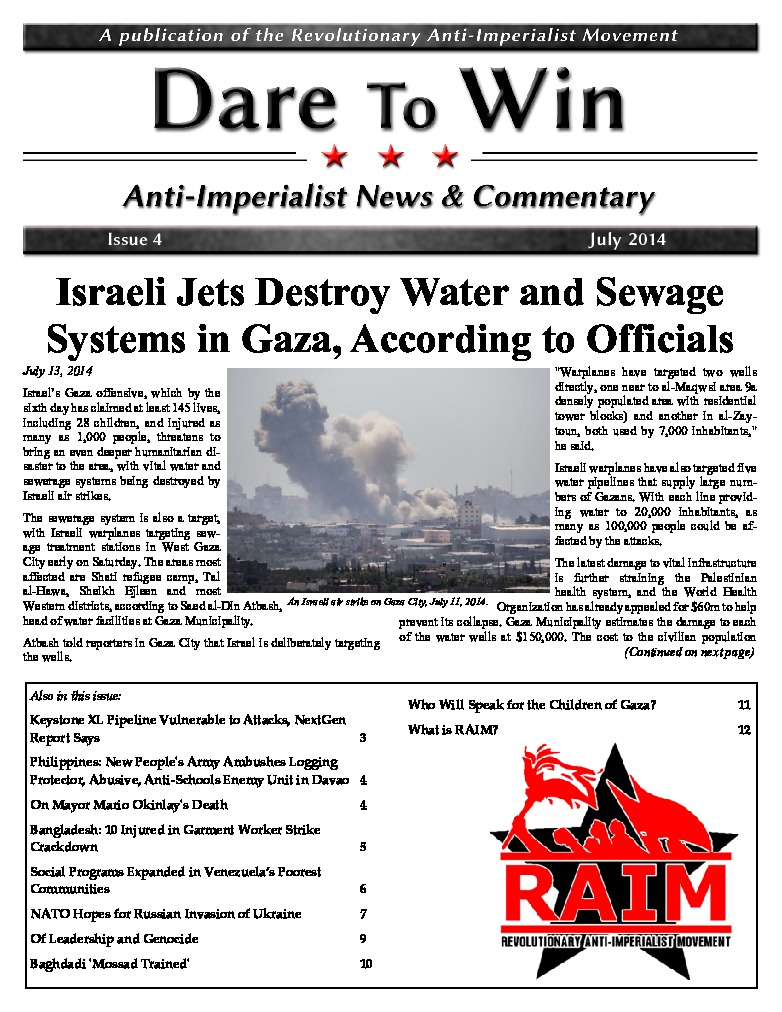 A publication of the Revolutionary Anti-Imperialist Movement
Dare To Win
Anti-Imperialist News & Commentary
Issue 4
July 2014
Israeli Jets Destroy Water and Sewage
Systems in Gaza, According to Officials
July 13, 2014
Israel's Gaza offensive, which by the
sixth day has claimed at least 145 lives,
including 28 children, and injured as
many as 1,000 people, threatens to
bring an even deeper humanitarian di-
saster to the area, with vital water and
sewerage systems being destroyed by
Israeli air strikes.
The sewerage system is also a target,
with Israeli warplanes targeting sew-
age treatment stations in West Gaza
City early on Saturday. The areas most
affected are Shati refugee camp, Tal
al-Hawa, Sheikh Ejleen and most
Western districts, according to Saed al-Din Atbash,
head of water facilities at Gaza Municipality.
Atbash told reporters in Gaza City that Israel is deliberately targeting
the wells.
An Israeli air strike on Gaza City, July 11, 2014.
"Warplanes have targeted two wells
directly, one near to al-Maqwsi area 9a
densely populated area with residential
tower blocks) and another in al-Zay-
toun, both used by 7,000 inhabitants,"
he said.
Israeli warplanes have also targeted five
water pipelines that supply large num-
bers of Gazans. With each line provid-
ing water to 20,000 inhabitants, as
many as 100,000 people could be af-
fected by the attacks.
The latest damage to vital infrastructure
is further straining the Palestinian
health system, and the World Health
Organization has already appealed for $60m to help
prevent its collapse. Gaza Municipality estimates the damage to each
of the water wells at $150,000. The cost to the civilian population
(Continued on next page)
Also in this issue:
Keystone XL Pipeline Vulnerable to Attacks, NextGen
Report Says 3
Philippines: New People's Army Ambushes Logging
Protector, Abusive, Anti-Schools Enemy Unit in Davao 4
On Mayor Mario Okinlay's Death 4
Bangladesh: 10 Injured in Garment Worker Strike
Crackdown 5
Social Programs Expanded in Venezuela's Poorest
Communities 6
NATO Hopes for Russian Invasion of Ukraine 7
Of Leadership and Genocide 9
Baghdadi 'Mossad Trained' 10
Who Will Speak for the Children of Gaza? 11
What is RAIM? 12
RAIM
REVOLUTIONARY ANTI-IMPERIALIST MOVEMENT